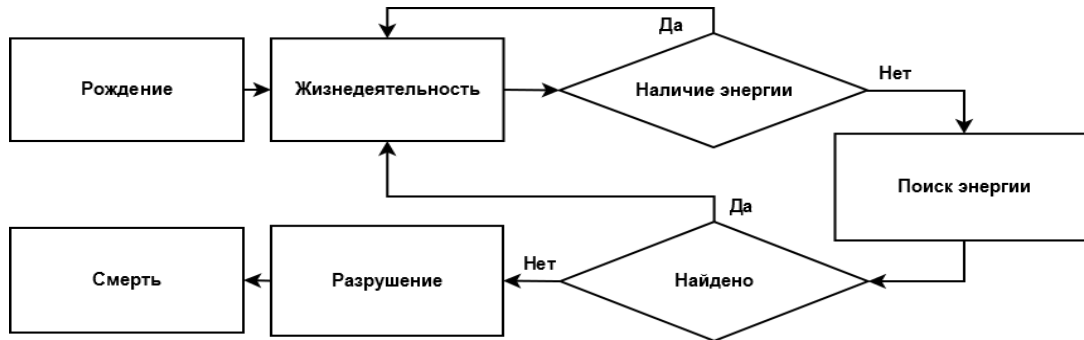 Да
Рождение
Жизнедеятельность
Наличие энергии
Нет
Поиск энергии
Да
Смерть
Разрушение
Нет
Найдено